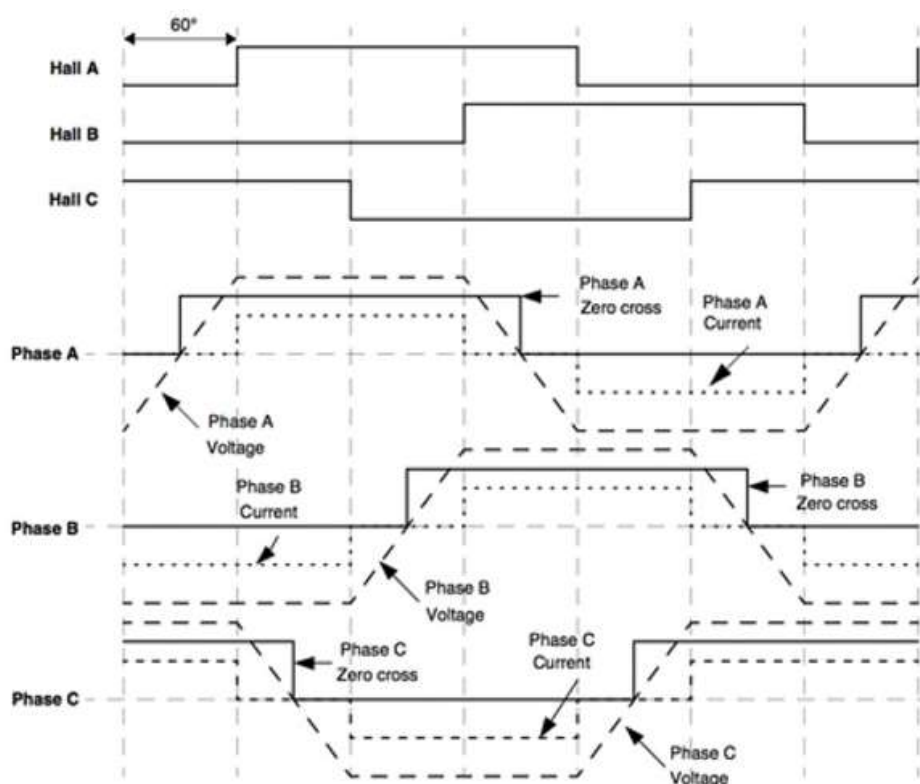 60°
Hall A
Hall B
Hall C
Phase A
Zero cross
Phase A
Current
Phase A
Phase A
Voltage
Phase B
Current
Phase B
Zero cross
Phase B
Phase B
Voltage
Phase C
Zero cross
Phase C
Current
Phase C
Phase C
Voltage